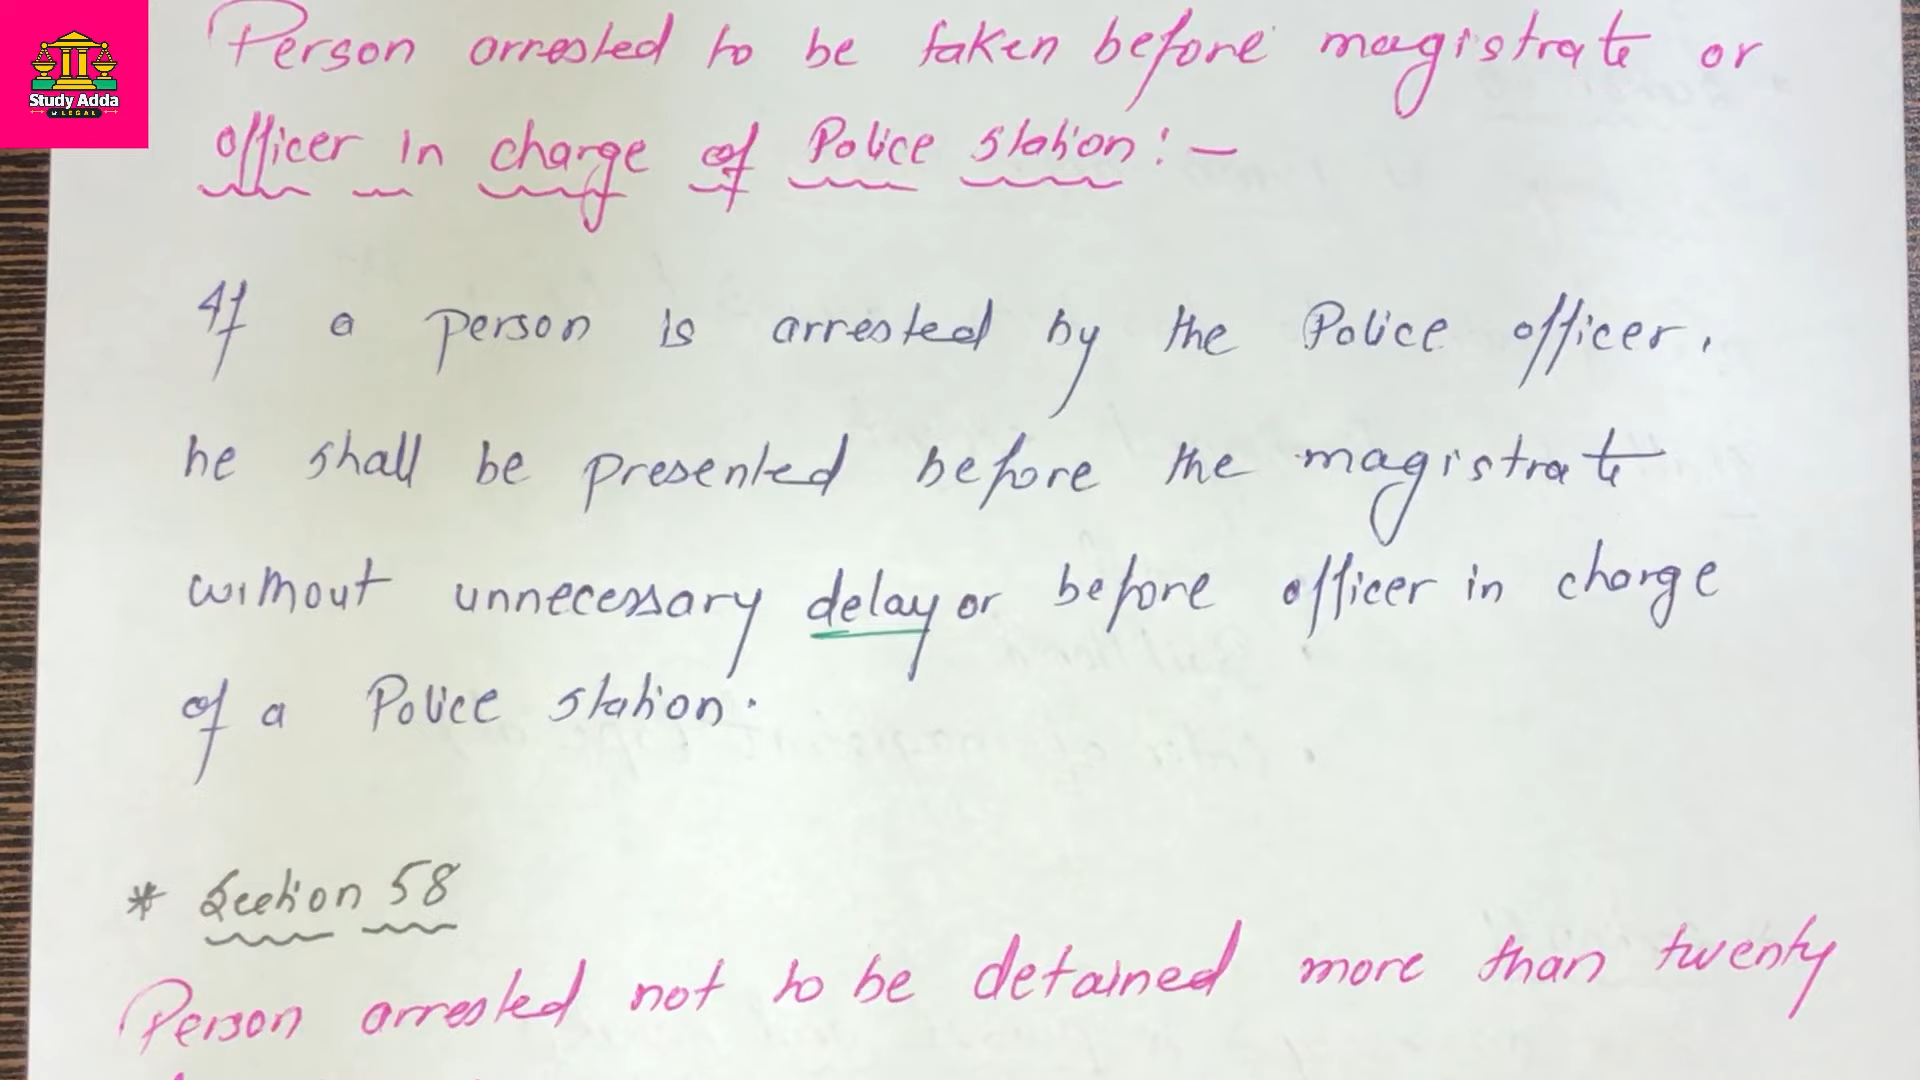 Study Adda
LEGAL
Person arrested to be taken before magistrate or
officer in charge of Police station :-
If a person is arrested by the Police officer,
he shall be presented before the magistrate
without unnecessary delay or before officer in charge
of a Police station.
* Section 58
Person arrested not to be detained more than twenty